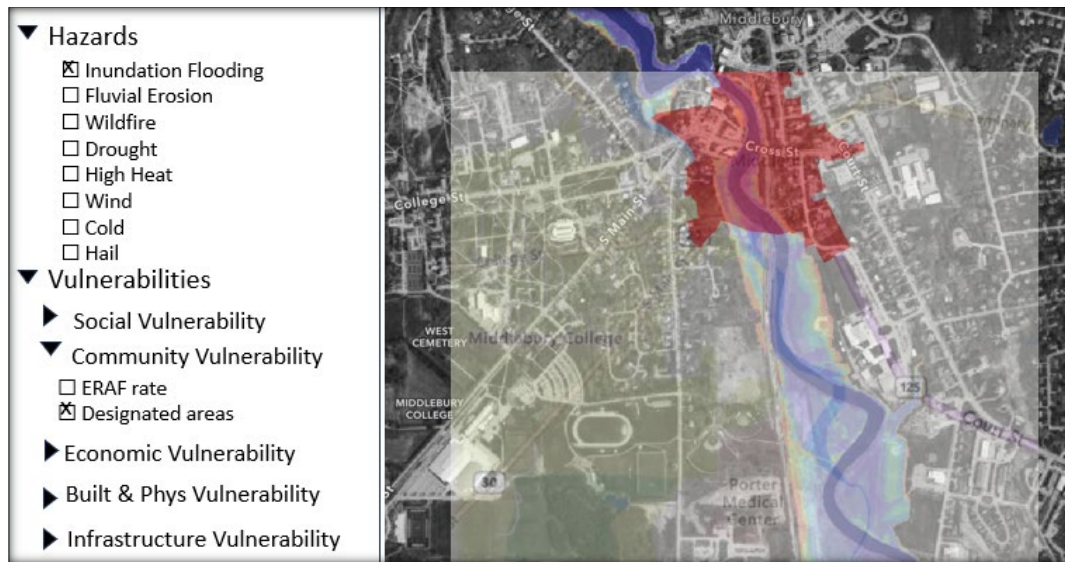 Hazards
Inundation Flooding
Fluvial Erosion
Wildfire
Drought
High Heat
Wind
Cold
Hail
Vulnerabilities
Social Vulnerability
Community Vulnerability
ERAF rate
Designated areas
Economic Vulnerability
Built & Phys Vulnerability
Infrastructure Vulnerability
Middlebury
Cross St
Court St
College St
S Main St
WEST
CEMETERY
Middlebury College
MIDDLEBURY
COLLEGE
125
Court St
30
Porter
Medical
Center